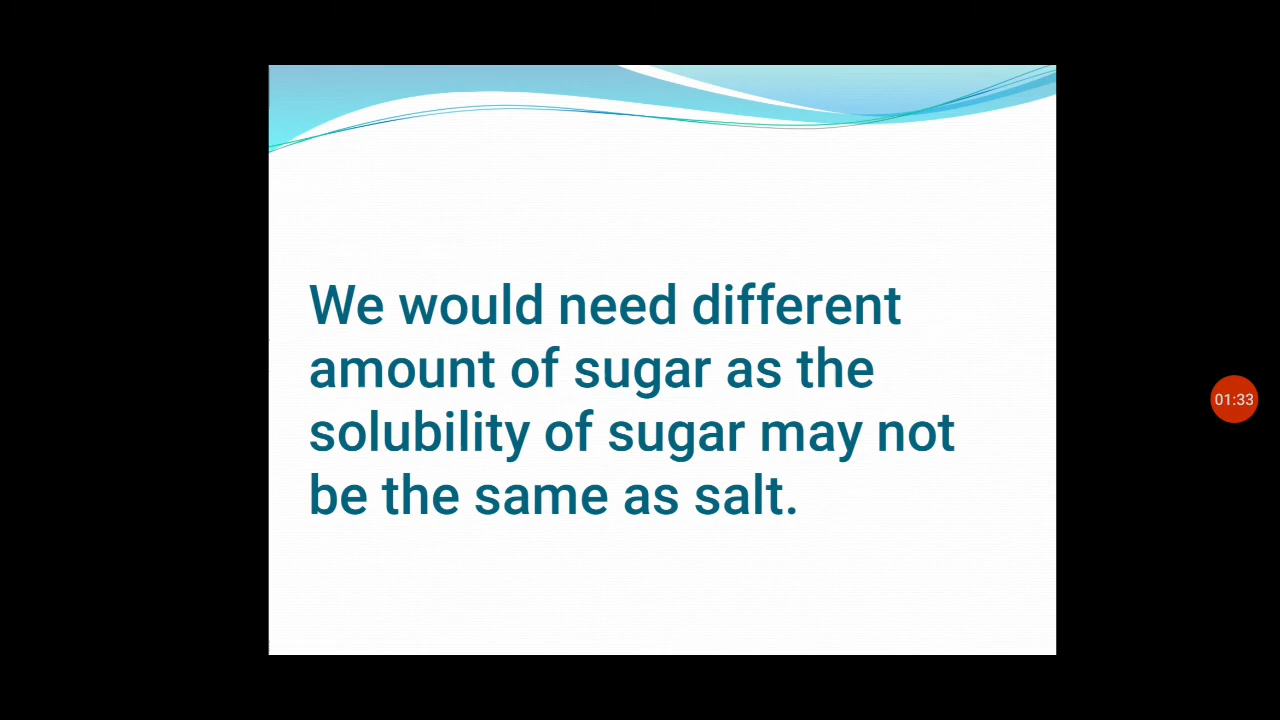 We would need different
amount of sugar as the
solubility of sugar may not
be the same as salt.
01:33